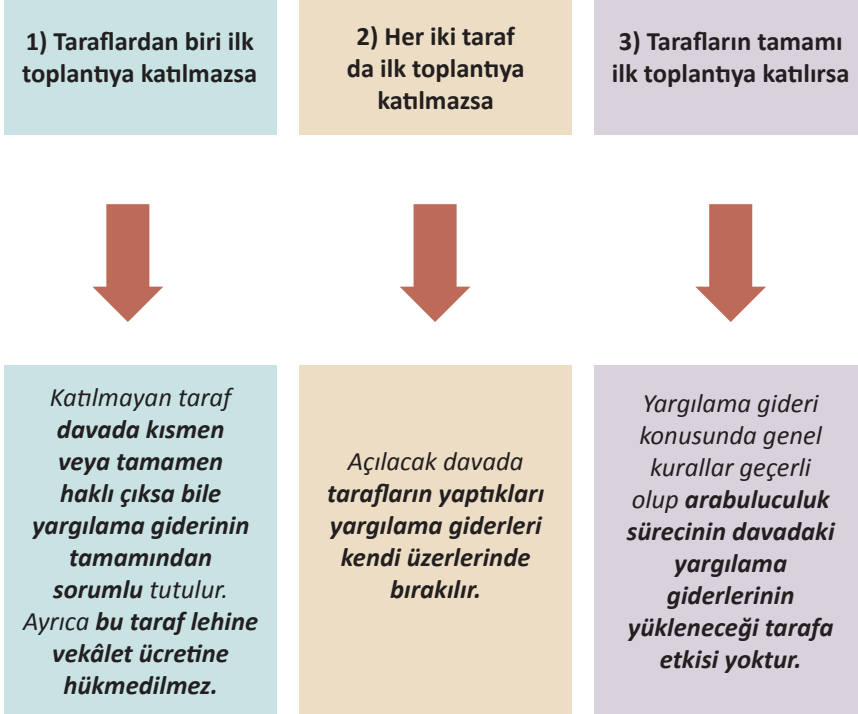 1) Taraflardan biri ilk
toplantıya katılmazsa
2) Her iki taraf
da ilk toplantıya
katılmazsa
3) Tarafların tamamı
ilk toplantıya katılırsa
Katılmayan taraf
davada kısmen
veya tamamen
haklı çıksa bile
yargılama giderinin
tamamından
sorumlu tutulur.
Ayrıca bu taraf lehine
vekâlet ücretine
hükmedilmez.
Açılacak davada
tarafların yaptıkları
yargılama giderleri
kendi üzerlerinde
bırakılır.
Yargılama gideri
konusunda genel
kurallar geçerli
olup arabuluculuk
sürecinin davadaki
yargılama
giderlerinin
yükleneceği tarafa
etkisi yoktur.